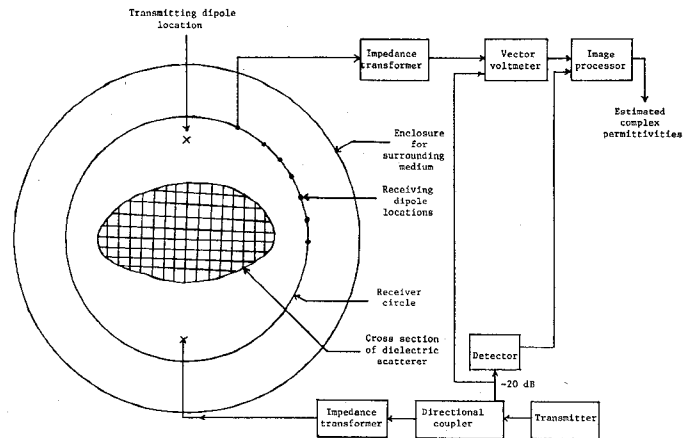 Transmitting dipole
location
Impedance
transformer
Vector
voltmeter
Image
processor
Estimated
complex
permittivities
Enclosure
for
surrounding
medium
Receiving
dipole
locations
Receiver
circle
Cross section
of dielectric
scatterer
Detector
~20 dB
Impedance
transformer
Directional
coupler
Transmitter